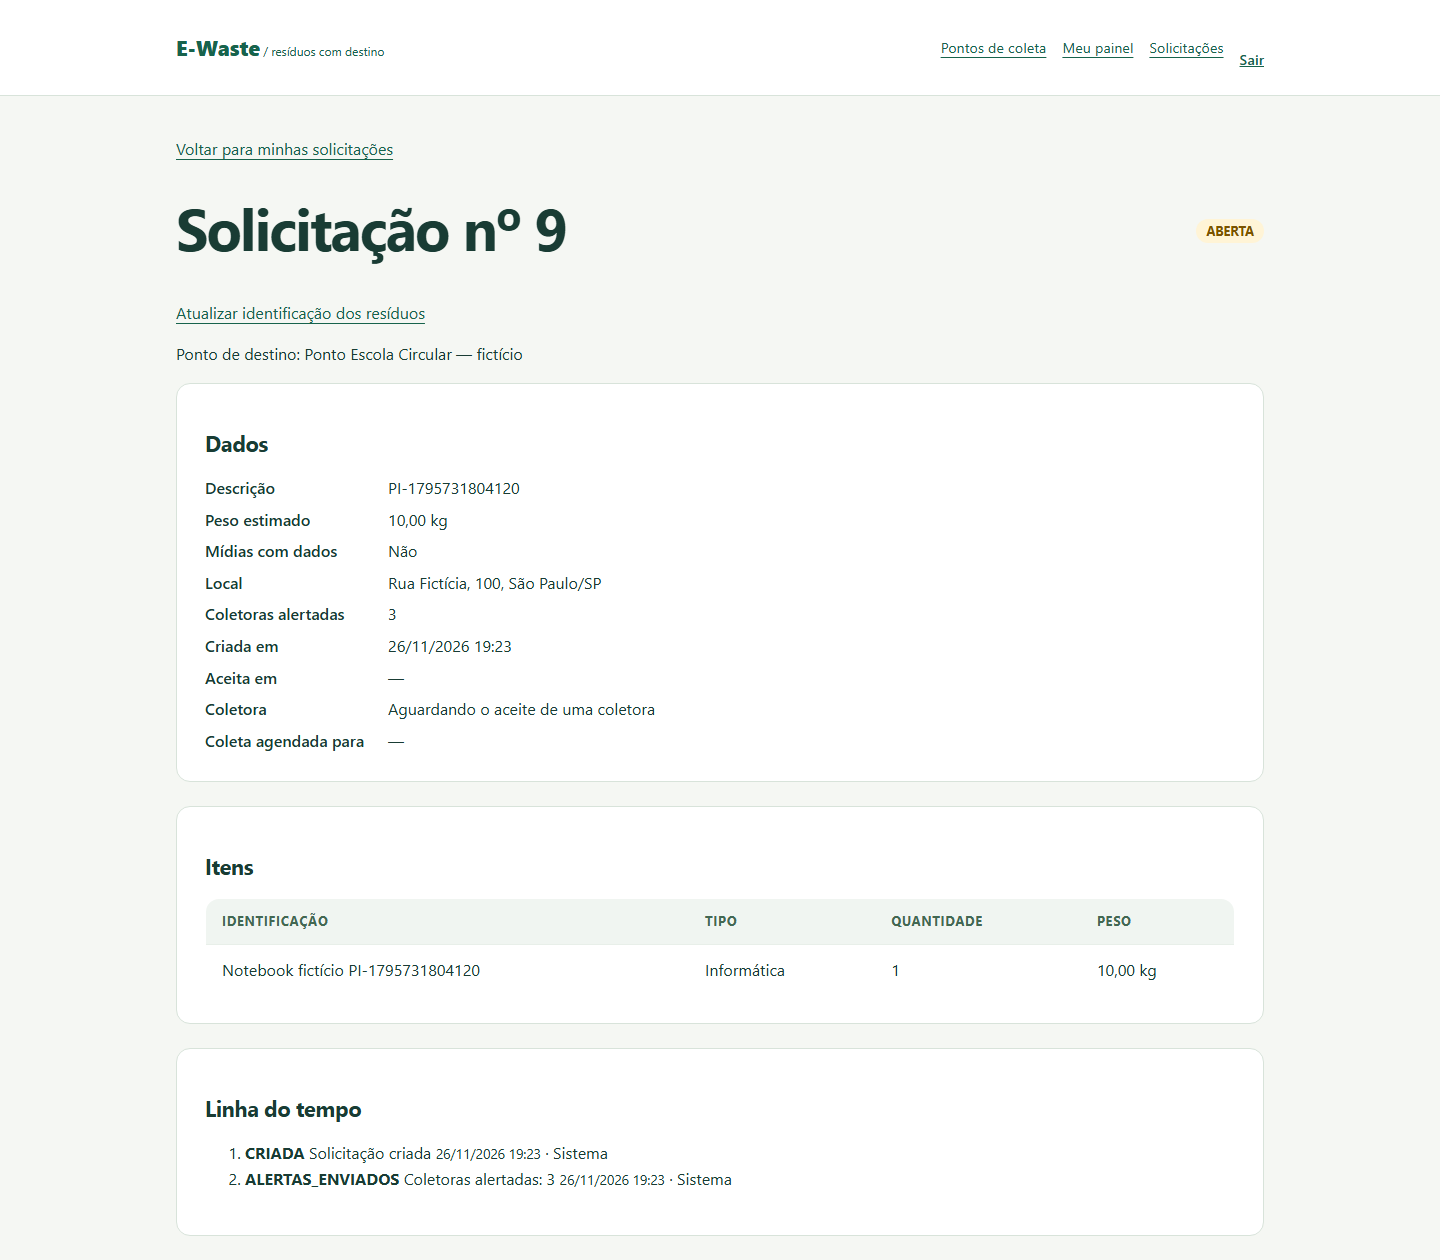 E-Waste / resíduos com destino
Pontos de coleta Meu painel Solicitações Sair
Voltar para minhas solicitações
Solicitação nº 9
ABERTA
Atualizar identificação dos resíduos
Ponto de destino: Ponto Escola Circular — fictício
Dados
Descrição PI-1795731804120
Peso estimado 10,00 kg
Mídias com dados Não
Local Rua Fictícia, 100, São Paulo/SP
Coletoras alertadas 3
Criada em 26/11/2026 19:23
Aceita em —
Coletora Aguardando o aceite de uma coletora
Coleta agendada para —
Itens
IDENTIFICAÇÃO TIPO QUANTIDADE PESO
Notebook fictício PI-1795731804120 Informática 1 10,00 kg
Linha do tempo
1. CRIADA Solicitação criada 26/11/2026 19:23 · Sistema
2. ALERTAS_ENVIADOS Coletoras alertadas: 3 26/11/2026 19:23 · Sistema